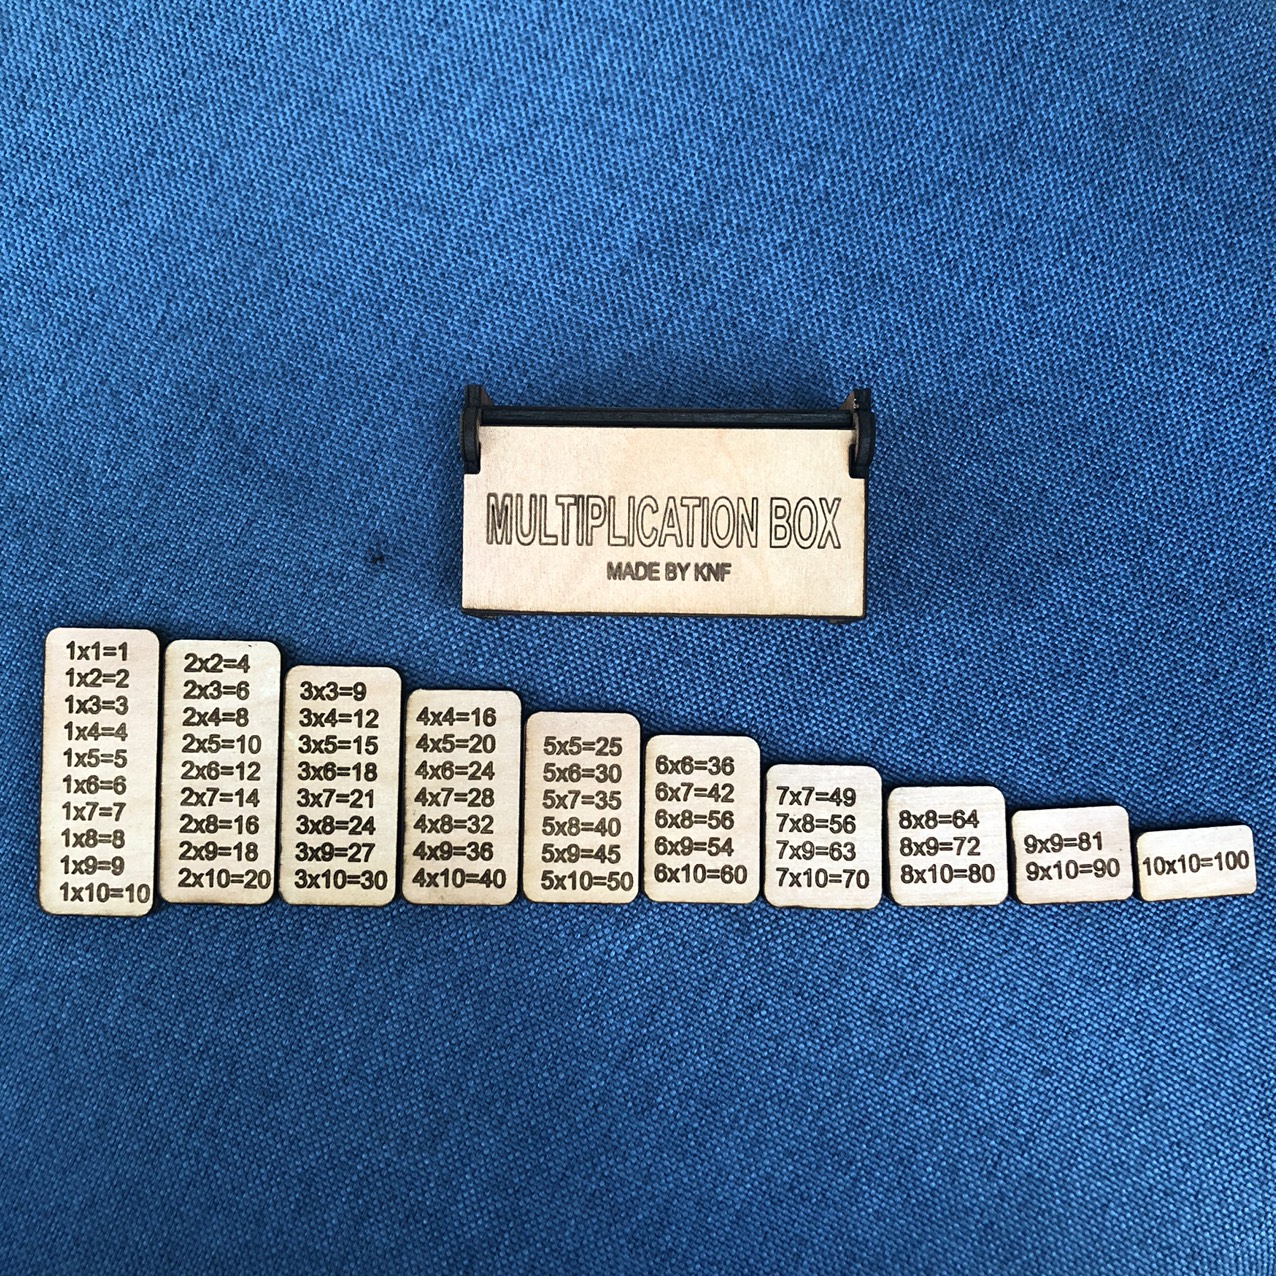 MULTIPLICATION BOX
MADE BY KNF
1x1=1
1x2=2
1x3=3
1x4=4
1x5=5
1x6=6
1x7=7
1x8=8
1x9=9
1x10=10
2x2=4
2x3=6
2x4=8
2x5=10
2x6=12
2x7=14
2x8=16
2x9=18
2x10=20
3x3=9
3x4=12
3x5=15
3x6=18
3x7=21
3x8=24
3x9=27
3x10=30
4x4=16
4x5=20
4x6=24
4x7=28
4x8=32
4x9=36
4x10=40
5x5=25
5x6=30
5x7=35
5x8=40
5x9=45
5x10=50
6x6=36
6x7=42
6x8=56
6x9=54
6x10=60
7x7=49
7x8=56
7x9=63
7x10=70
8x8=64
8x9=72
8x10=80
9x9=81
9x10=90
10x10=100